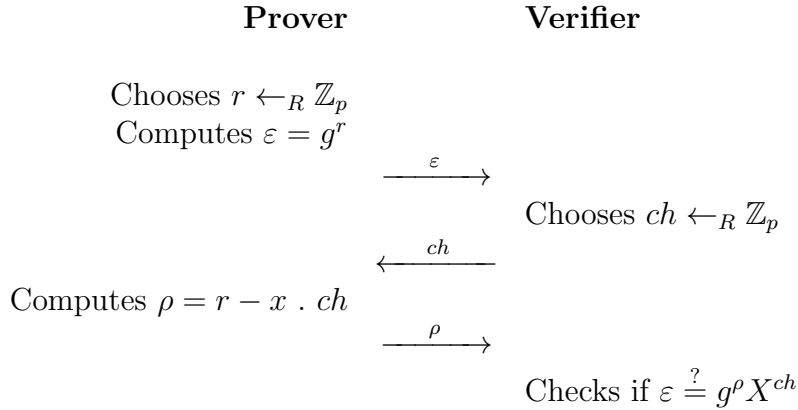 Prover Verifier
Chooses r ←_R ℤ_p
Computes ε = g^r
ε
Chooses ch ←_R ℤ_p
ch
Computes ρ = r − x . ch
ρ
Checks if ε ≟ g^ρ X^ch